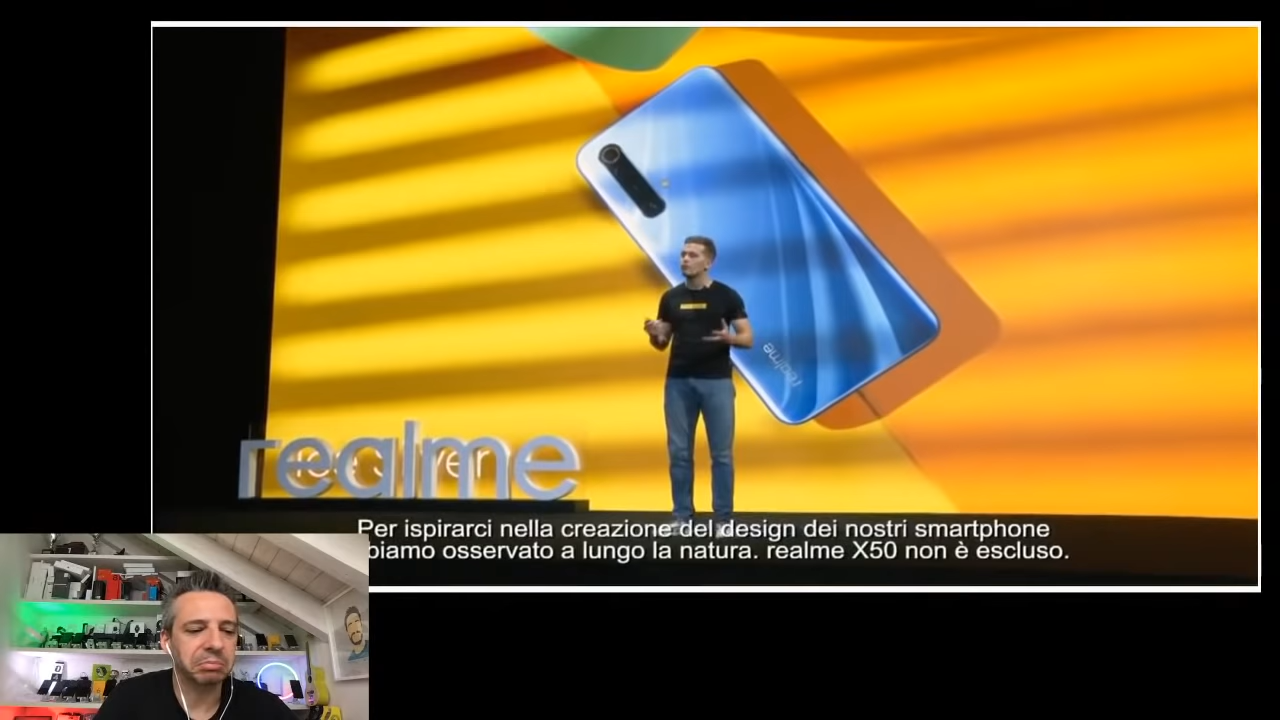 realme
realme
Per ispirarci nella creazione del design dei nostri smartphone
biamo osservato a lungo la natura. realme X50 non è escluso.